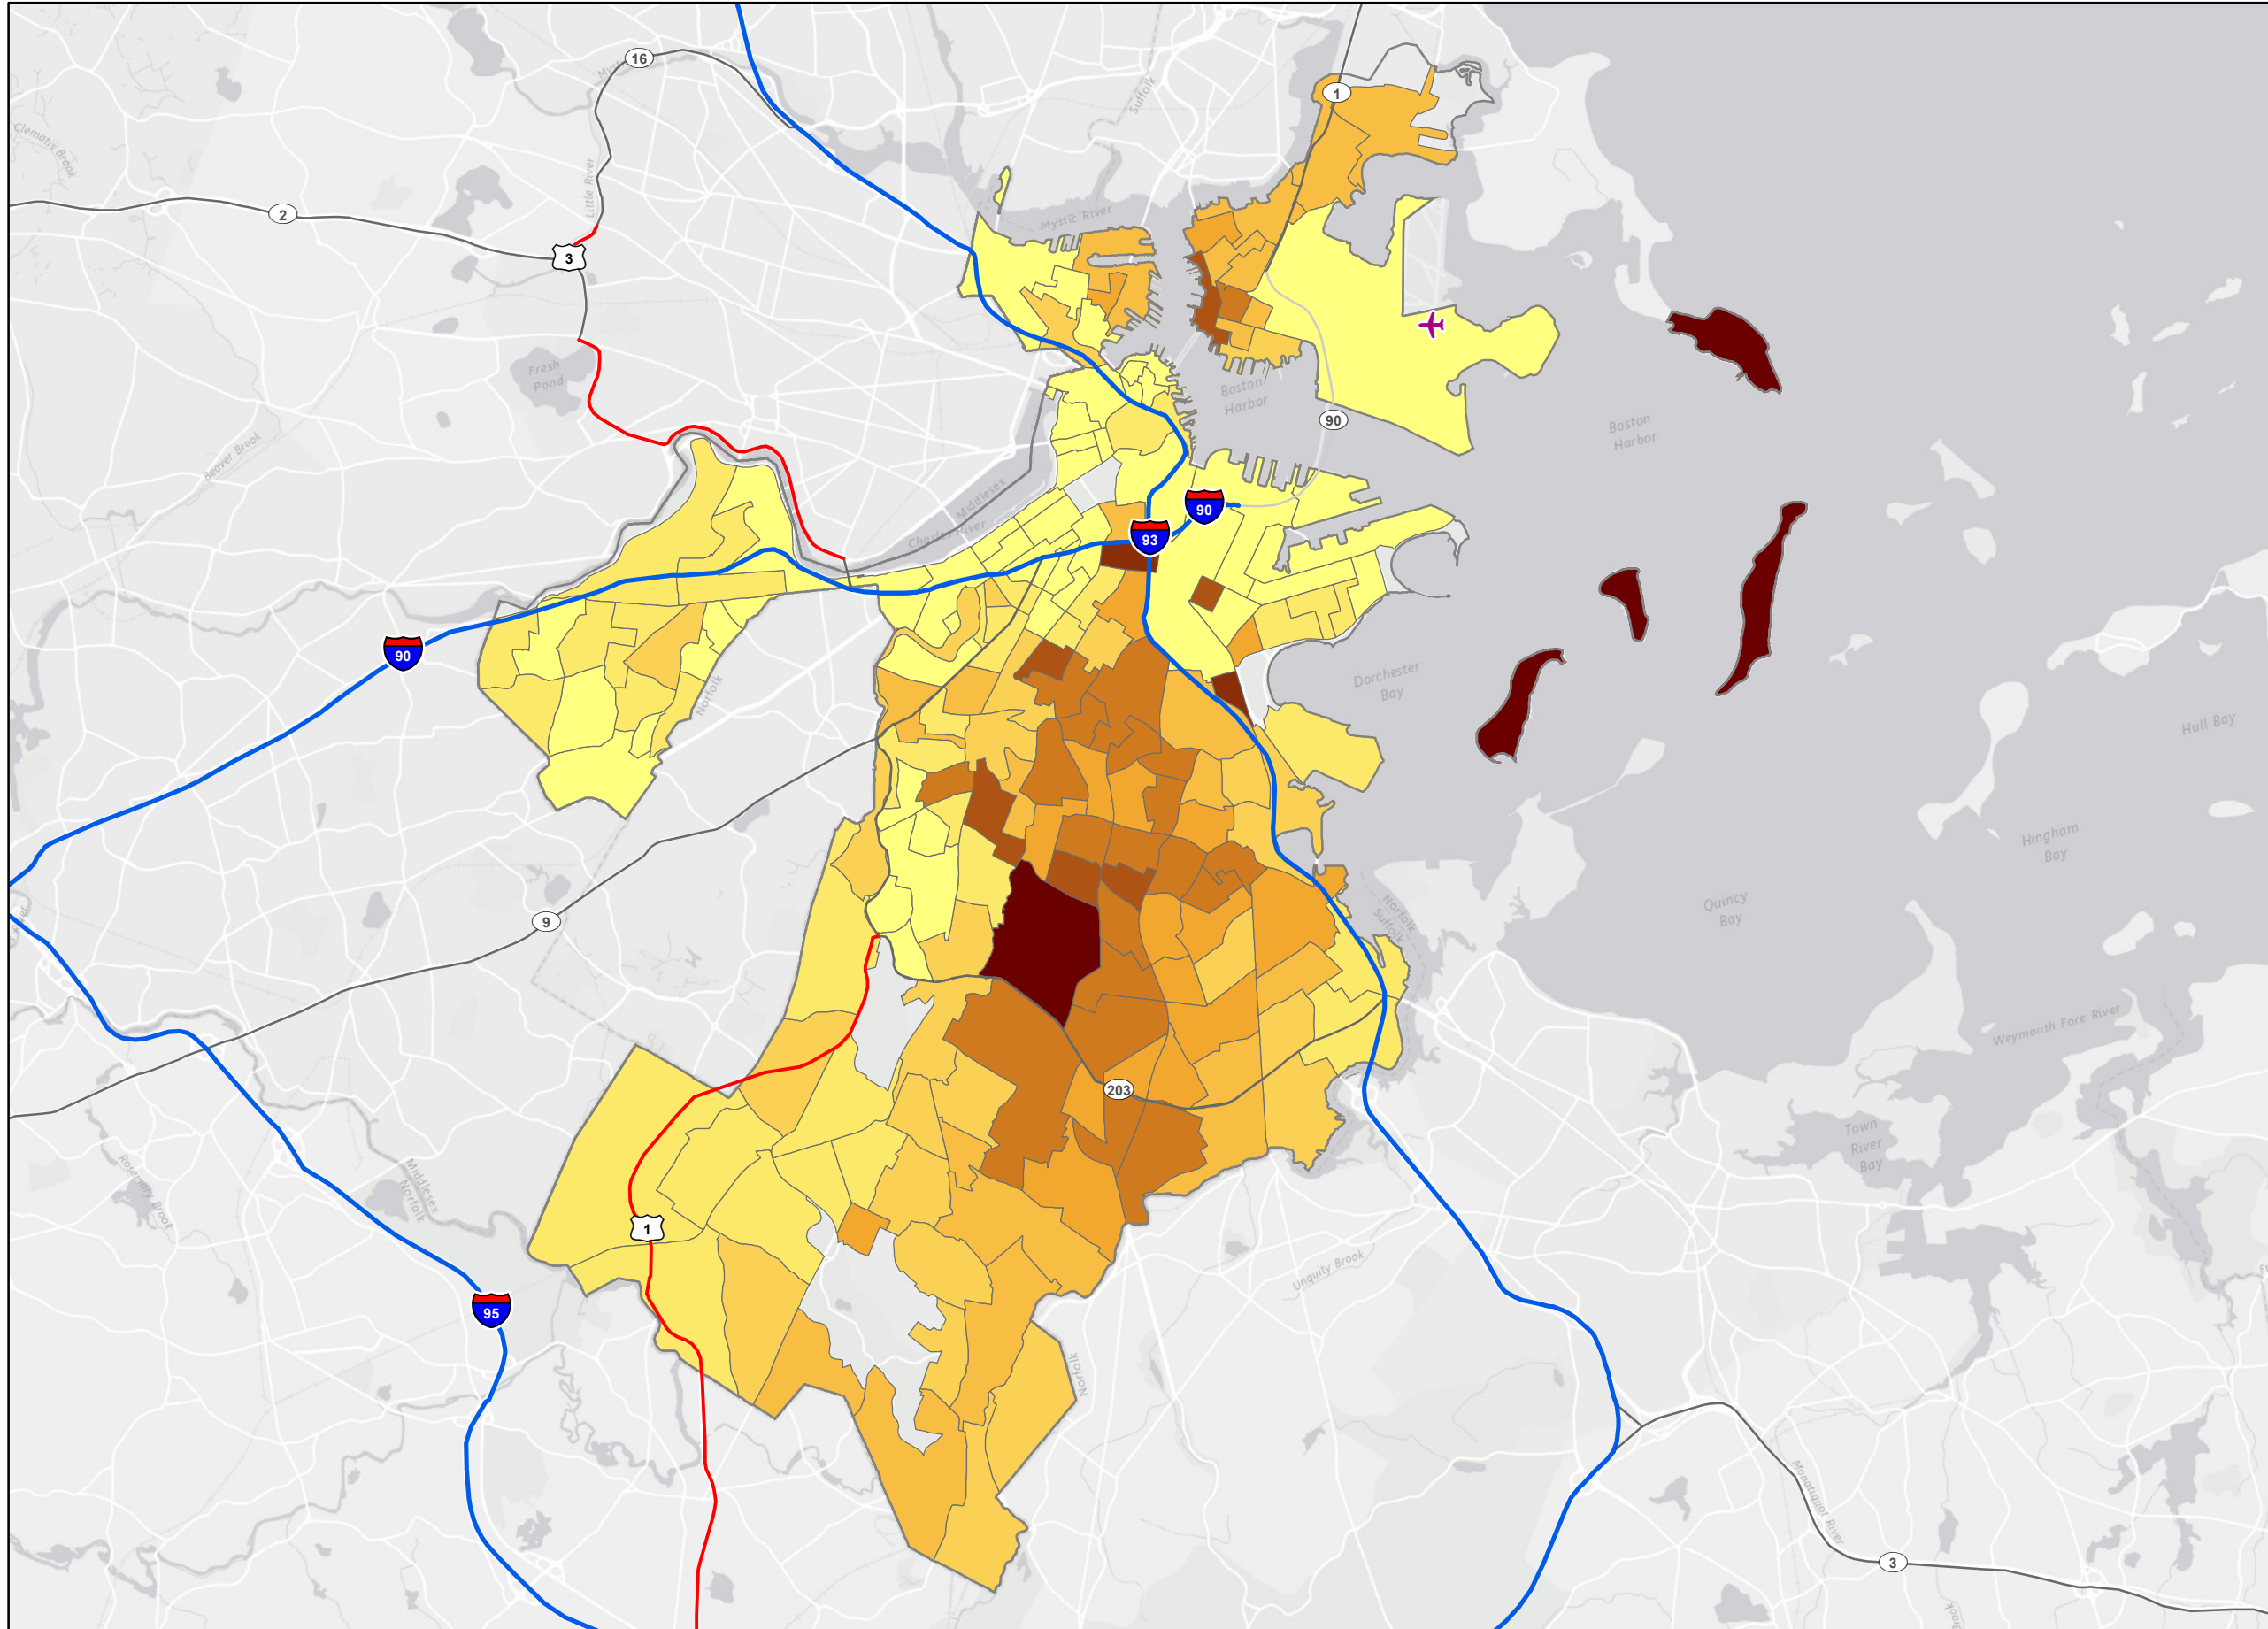 16
1
Suffolk
Clematis Brook
Little River
2
Mystic River
3
Fresh
Pond
Boston
Harbor
90
Boston
Harbor
Beaver Brook
Middlesex
Charles River
90
93
90
Norfolk
Dorchester
Bay
Hull Bay
Hingham
Bay
Quincy
Bay
Norfolk
Suffolk
9
Weymouth Fore River
203
Town
River
Bay
Rosemary Brook
Middlesex
Norfolk
1
Unquity Brook
95
Norfolk
Monatiquot River
3